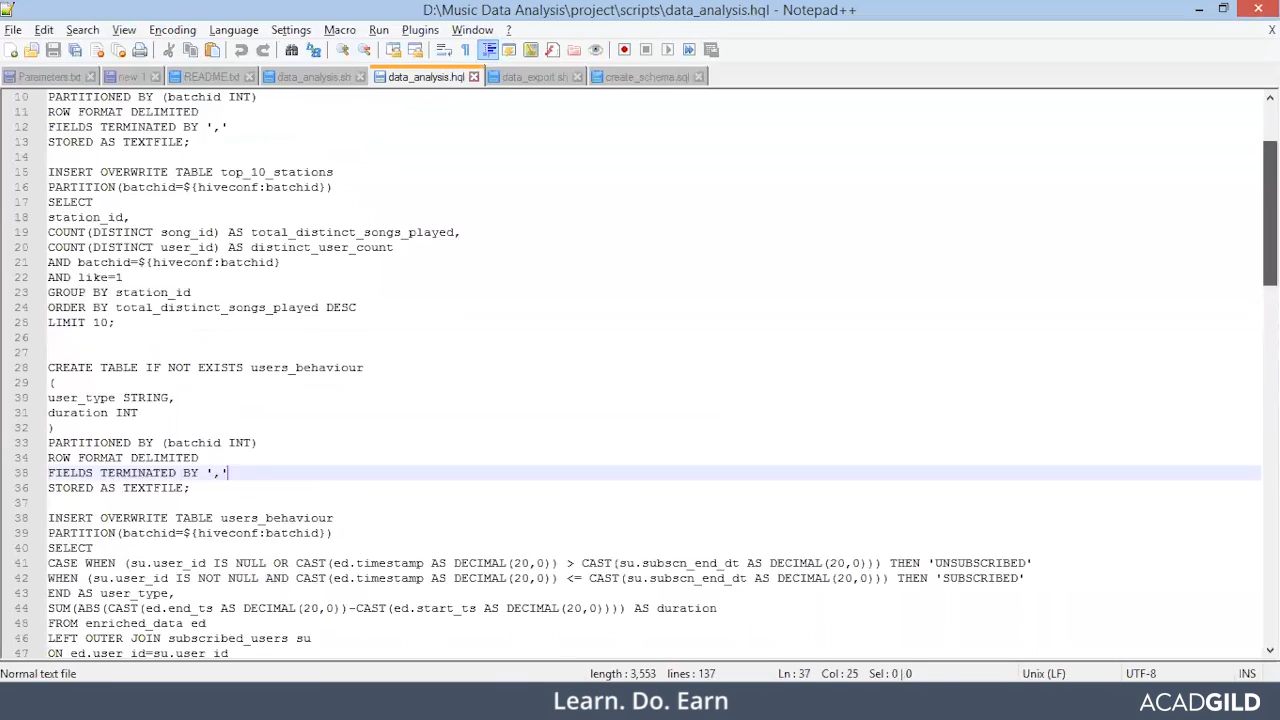 D:\Music Data Analysis\project\scripts\data_analysis.hql - Notepad++
File Edit Search View Encoding Language Settings Macro Run Plugins Window ? X
Parameters.txt new 1 README.txt data_analysis.sh data_analysis.hql data_export.sh create_schema.sql
10 PARTITIONED BY (batchid INT)
11 ROW FORMAT DELIMITED
12 FIELDS TERMINATED BY ','
13 STORED AS TEXTFILE;
14
15 INSERT OVERWRITE TABLE top_10_stations
16 PARTITION(batchid=${hiveconf:batchid})
17 SELECT
18 station_id,
19 COUNT(DISTINCT song_id) AS total_distinct_songs_played,
20 COUNT(DISTINCT user_id) AS distinct_user_count
21 AND batchid=${hiveconf:batchid}
22 AND like=1
23 GROUP BY station_id
24 ORDER BY total_distinct_songs_played DESC
25 LIMIT 10;
26
27
28 CREATE TABLE IF NOT EXISTS users_behaviour
29 (
30 user_type STRING,
31 duration INT
32 )
33 PARTITIONED BY (batchid INT)
34 ROW FORMAT DELIMITED
35 FIELDS TERMINATED BY ','
36 STORED AS TEXTFILE;
37
38 INSERT OVERWRITE TABLE users_behaviour
39 PARTITION(batchid=${hiveconf:batchid})
40 SELECT
41 CASE WHEN (su.user_id IS NULL OR CAST(ed.timestamp AS DECIMAL(20,0)) > CAST(su.subscn_end_dt AS DECIMAL(20,0))) THEN 'UNSUBSCRIBED'
42 WHEN (su.user_id IS NOT NULL AND CAST(ed.timestamp AS DECIMAL(20,0)) <= CAST(su.subscn_end_dt AS DECIMAL(20,0))) THEN 'SUBSCRIBED'
43 END AS user_type,
44 SUM(ABS(CAST(ed.end_ts AS DECIMAL(20,0))-CAST(ed.start_ts AS DECIMAL(20,0)))) AS duration
45 FROM enriched_data ed
46 LEFT OUTER JOIN subscribed_users su
47 ON ed.user_id=su.user_id
Normal text file length : 3,553 lines : 137 Ln : 37 Col : 25 Sel : 0 | 0 Unix (LF) UTF-8 INS
Learn. Do. Earn ACADGILD